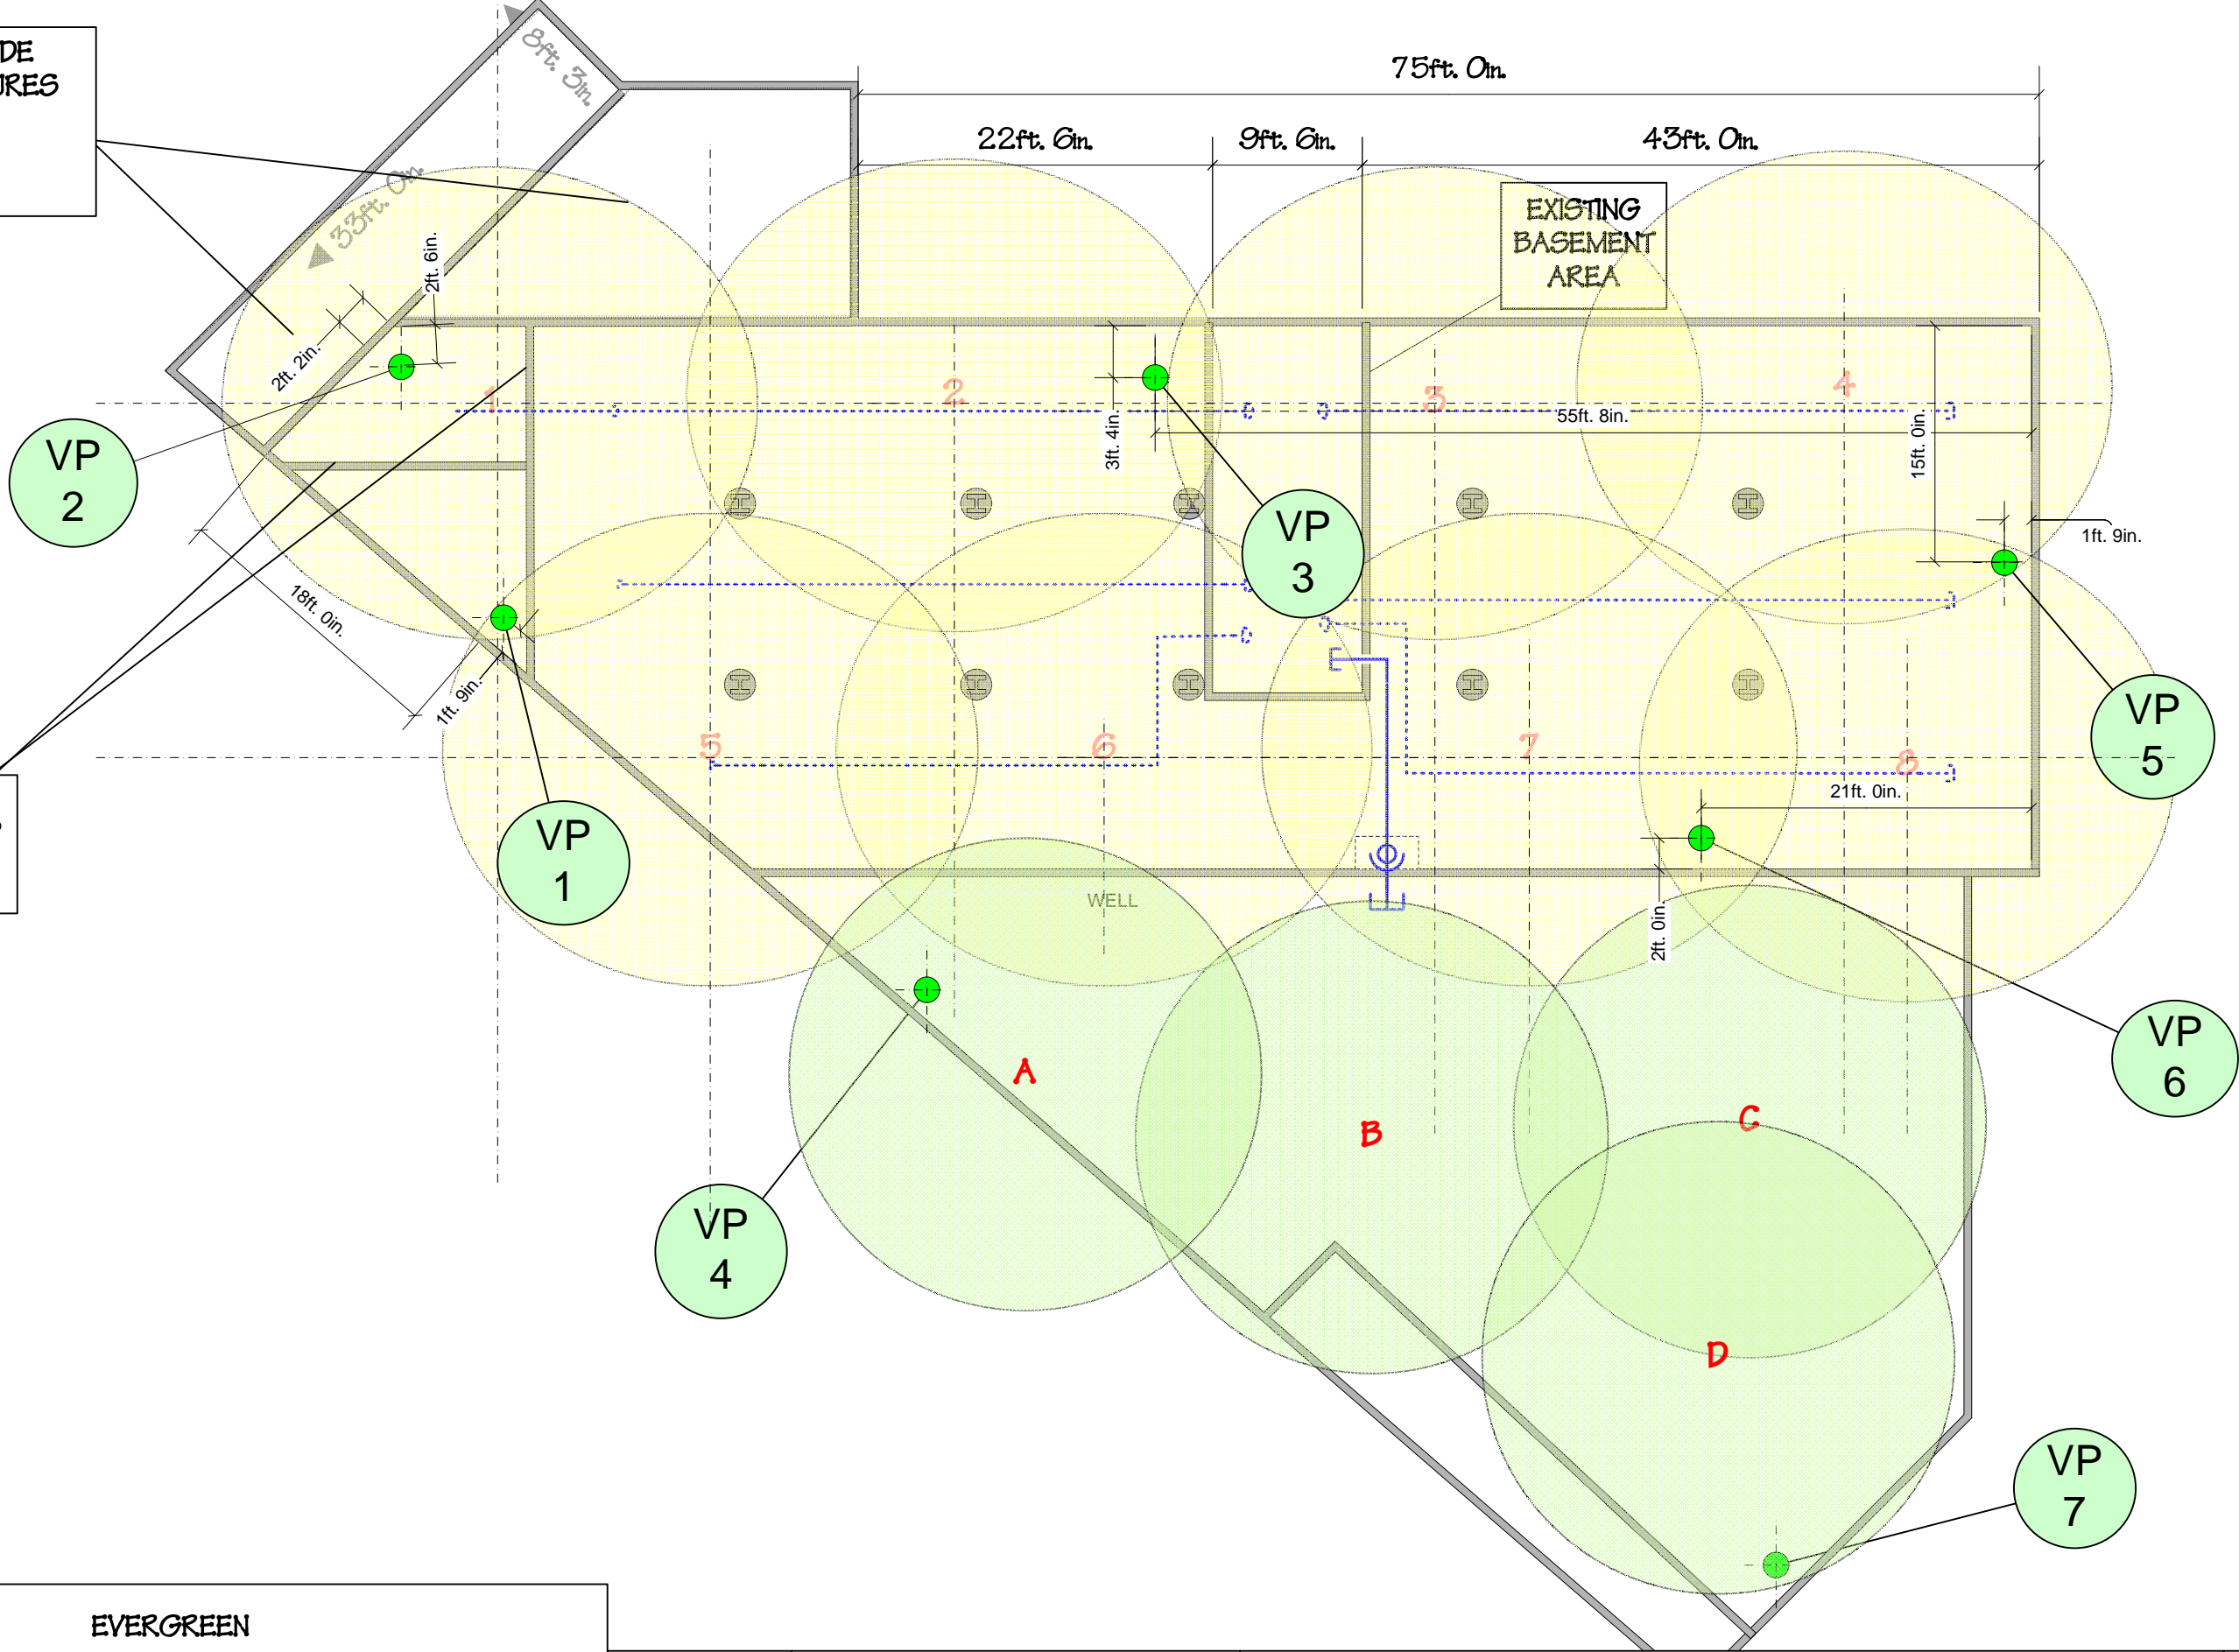 DE
URES
8ft. 3in.
75ft. 0in.
22ft. 6in.
9ft. 6in.
43ft. 0in.
33ft. 0in.
EXISTING
BASEMENT
AREA
2ft. 6in.
2ft. 2in.
1
2
3
4
55ft. 8in.
3ft. 4in.
15ft. 0in.
VP
2
VP
3
1ft. 9in.
18ft. 0in.
1ft. 9in.
VP
5
5
6
7
8
21ft. 0in.
VP
1
WELL
2ft. 0in.
VP
6
A
B
C
VP
4
D
VP
7
EVERGREEN